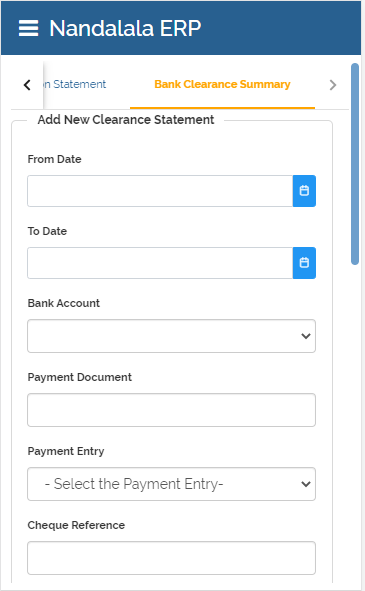 Nandalala ERP
n Statement
Bank Clearance Summary
Add New Clearance Statement
From Date
To Date
Bank Account
Payment Document
Payment Entry
- Select the Payment Entry-
Cheque Reference